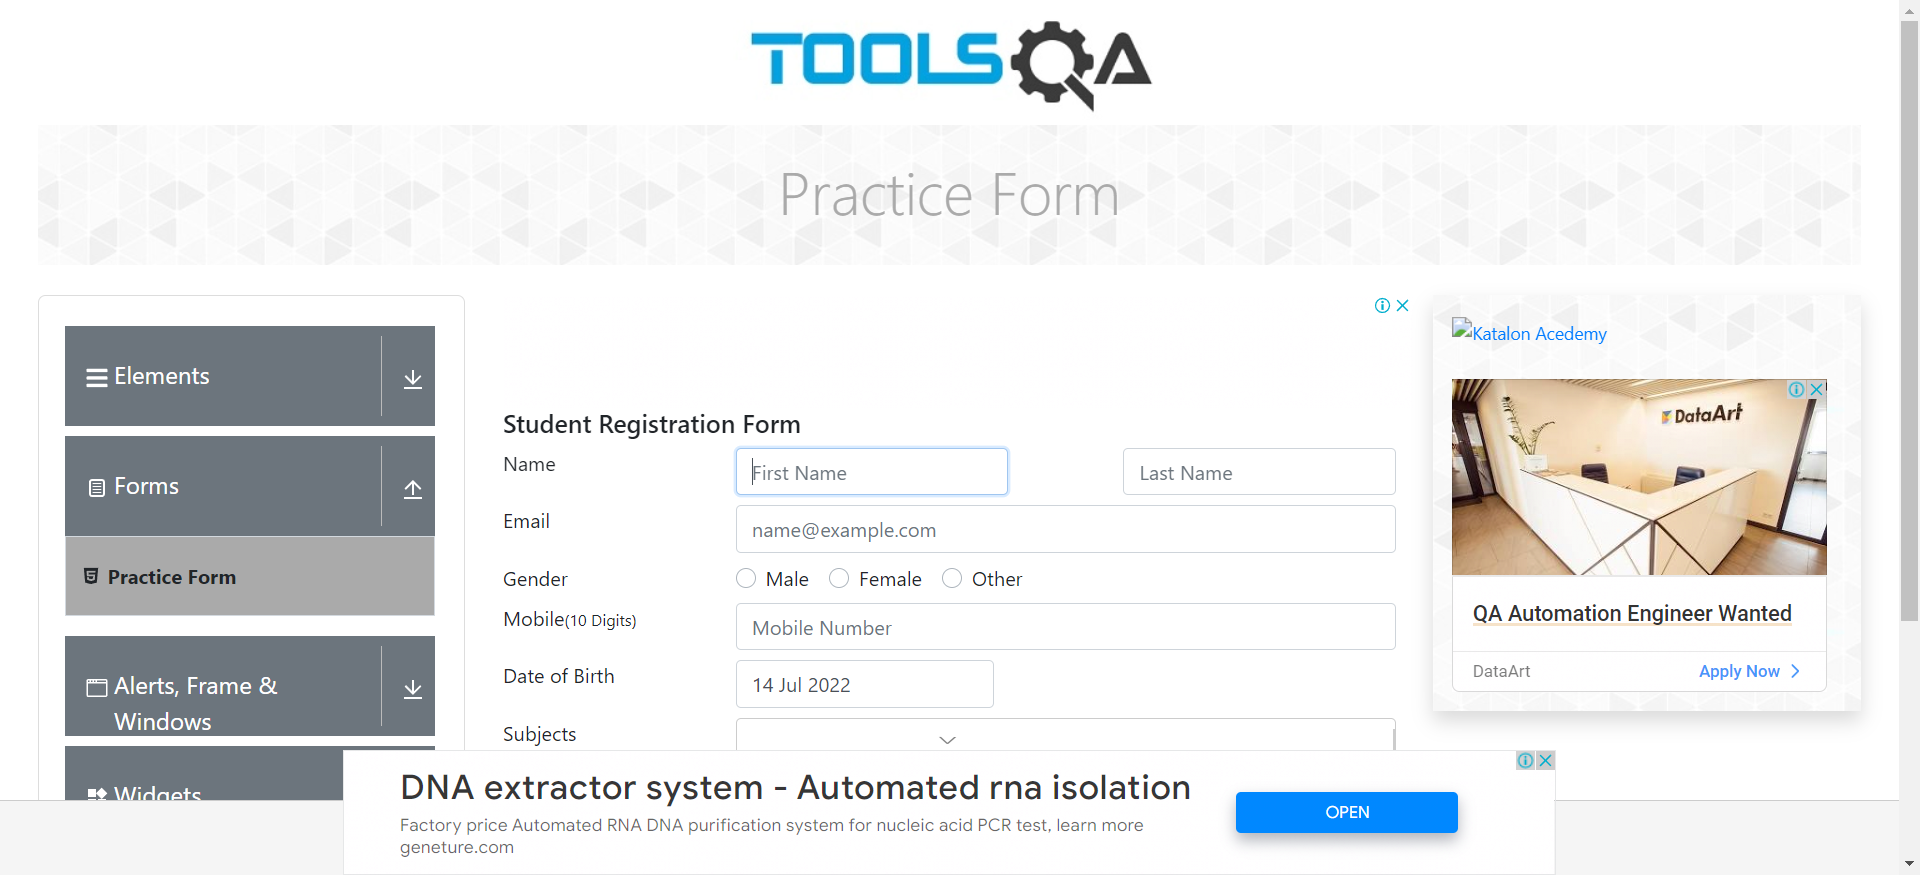 TOOLSQA
Practice Form
Elements
Forms
Practice Form
Alerts, Frame &
Windows
Widgets
Student Registration Form
Name
First Name
Last Name
Email
name@example.com
Gender
Male
Female
Other
Mobile(10 Digits)
Mobile Number
Date of Birth
14 Jul 2022
Subjects
Katalon Acedemy
DataArt
QA Automation Engineer Wanted
DataArt
Apply Now
DNA extractor system - Automated rna isolation
Factory price Automated RNA DNA purification system for nucleic acid PCR test, learn more
geneture.com
OPEN